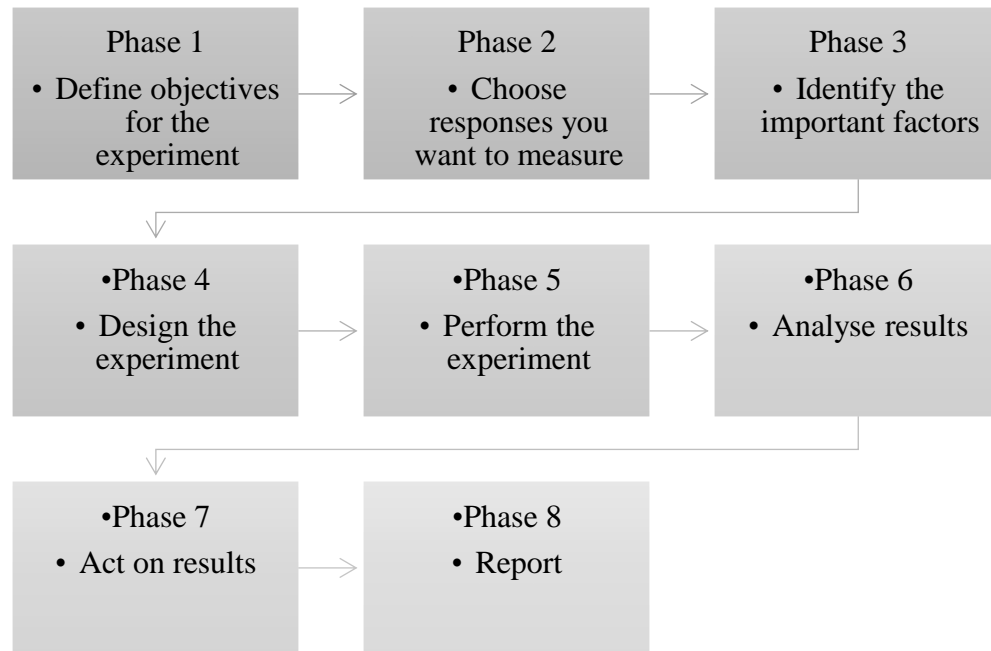 Phase 1
• Define objectives
for the
experiment
Phase 2
• Choose
responses you
want to measure
Phase 3
• Identify the
important factors
•Phase 4
• Design the
experiment
•Phase 5
• Perform the
experiment
•Phase 6
• Analyse results
•Phase 7
• Act on results
•Phase 8
• Report